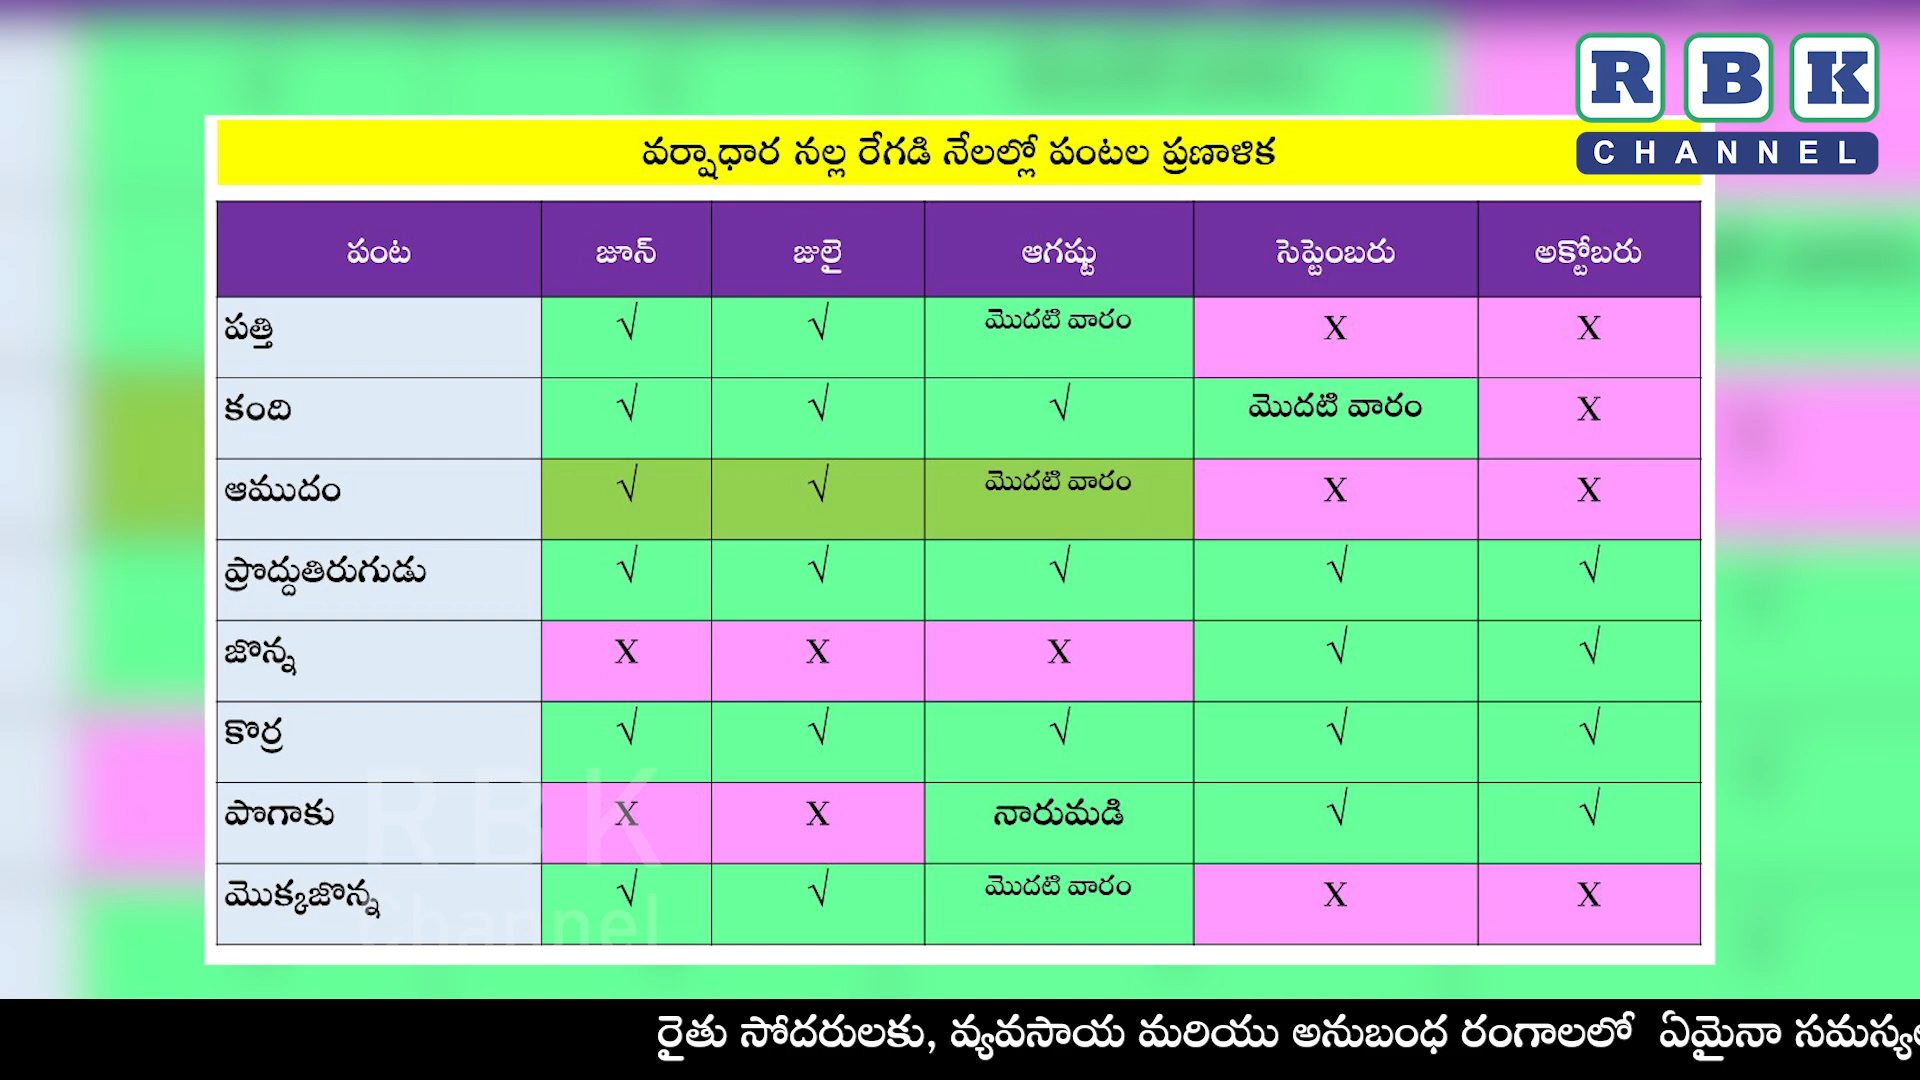 R B K
CHANNEL
వర్షాధార నల్ల రేగడి నేలల్లో పంటల ప్రణాళిక
పంట జూన్ జులై ఆగష్టు సెప్టెంబరు అక్టోబరు
పత్తి √ √ మొదటి వారం X X
కంది √ √ √ మొదటి వారం X
ఆముదం √ √ మొదటి వారం X X
ప్రొద్దుతిరుగుడు √ √ √ √ √
జొన్న X X X √ √
కొర్ర √ √ √ √ √
పొగాకు X X నారుమడి √ √
మొక్కజొన్న √ √ మొదటి వారం X X
RBK
Channel
రైతు సోదరులకు, వ్యవసాయ మరియు అనుబంధ రంగాలలో ఏమైనా